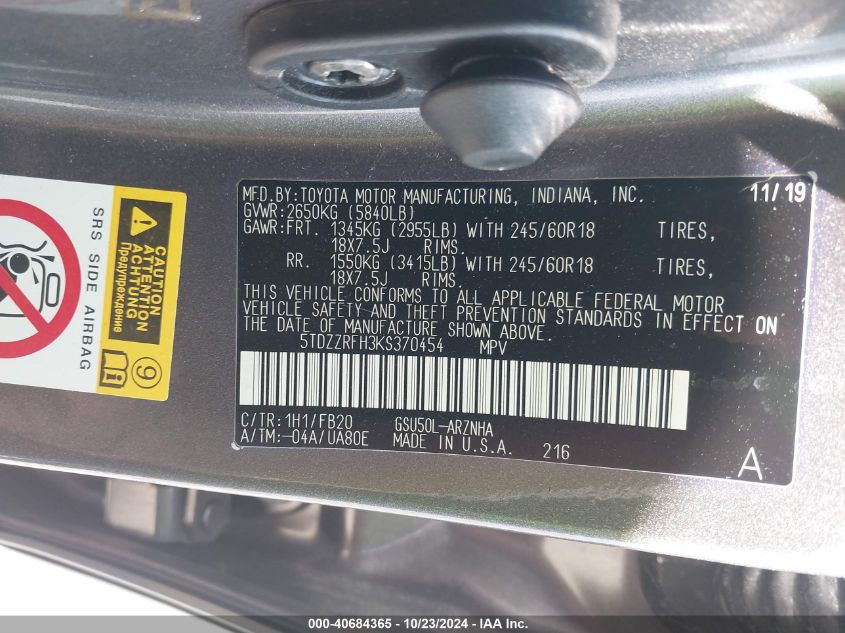 MFD.BY:TOYOTA MOTOR MANUFACTURING, INDIANA, INC. 11/19
GVWR:2650KG (5840LB)
GAWR:FRT. 1345KG (2955LB) WITH 245/60R18 TIRES,
18X7.5J RIMS.
RR. 1550KG (3415LB) WITH 245/60R18 TIRES,
18X7.5J RIMS.
THIS VEHICLE CONFORMS TO ALL APPLICABLE FEDERAL MOTOR
VEHICLE SAFETY AND THEFT PREVENTION STANDARDS IN EFFECT ON
THE DATE OF MANUFACTURE SHOWN ABOVE.
5TDZZRFH3KS370454 MPV
C/TR:1H1/FB20 GSU50L-ARZNHA
A/TM:-04A/UA80E MADE IN U.S.A. 216
A
SRS SIDE AIRBAG
CAUTION
ATTENTION
ACHTUNG
Предупреждение
9
000-40684365 - 10/23/2024 - IAAI.COM